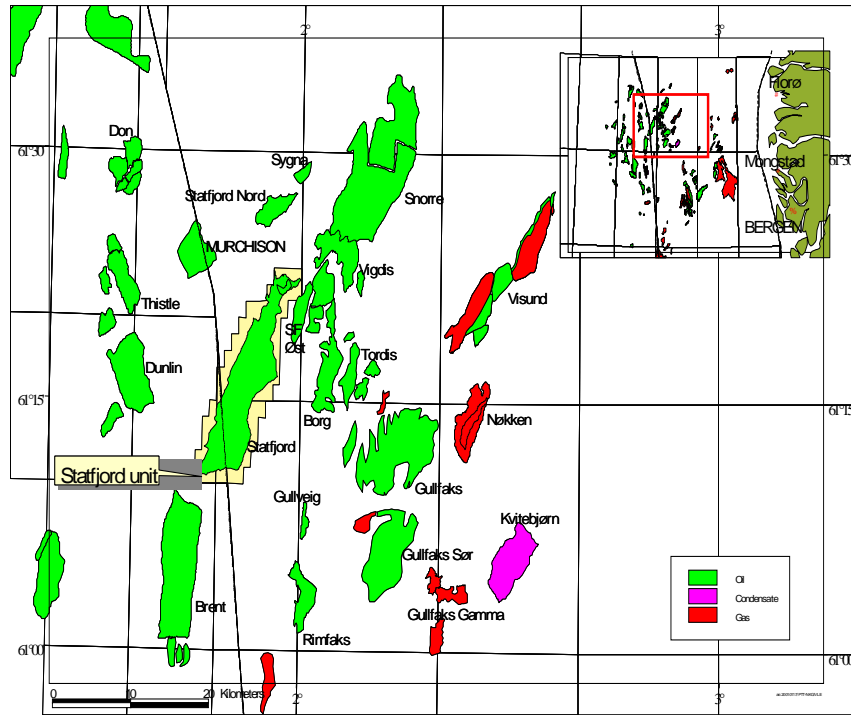 2°
3°
Florø
61°30'
61°30'
Mongstad
BERGEN
Don
Sygna
Statfjord Nord
Snorre
MURCHISON
Vigdis
Thistle
Visund
SF
Øst
Tordis
Dunlin
61°15'
61°15'
Borg
Nøkken
Statfjord
Statfjord unit
Gullfaks
Gullveig
Kvitebjørn
Gullfaks Sør
Oil
Condensate
Gas
Brent
Gullfaks Gamma
Rimfaks
61°00
61°00
0 10 20 Kilometers
2°
3°